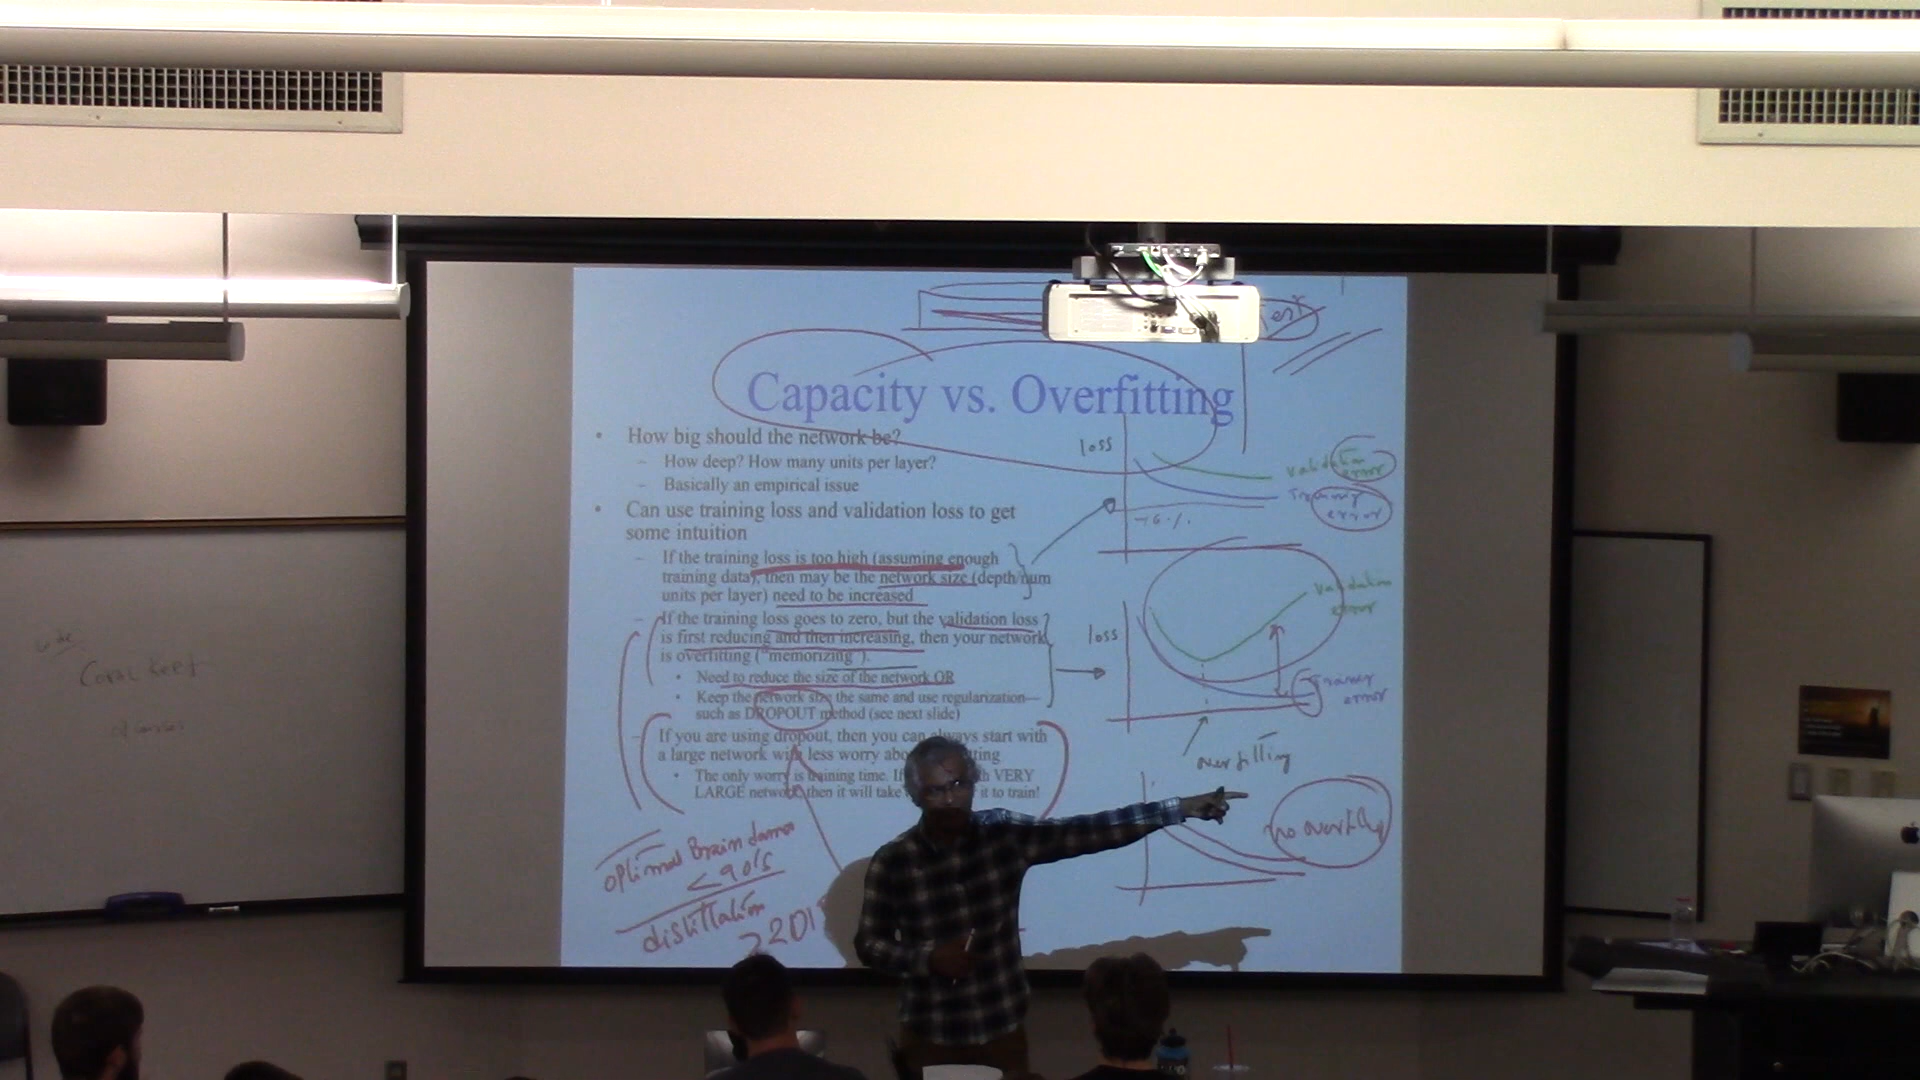 Capacity vs. Overfitting
• How big should the network be?
– How deep? How many units per layer?
– Basically an empirical issue
• Can use training loss and validation loss to get
some intuition
– If the training loss is too high (assuming enough
training data), then may be the network size (depth/num
units per layer) need to be increased
– If the training loss goes to zero, but the validation loss
is first reducing and then increasing, then your network
is overfitting ("memorizing").
• Need to reduce the size of the network OR
• Keep the network size the same and use regularization—
such as DROPOUT method (see next slide)
– If you are using dropout, then you can always start with
a large network with less worry
• The only worry is training time. If VERY
LARGE network then it will take it to train!
optimal Brain
<90's
distillation
loss
validation
error
Training
error
loss
validation
error
error
overfitting
no
Coral Reef